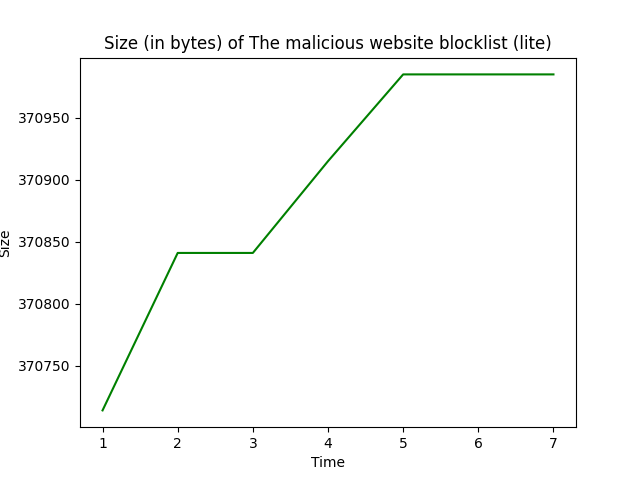 Size (in bytes) of The malicious website blocklist (lite)
370950
370900
370850
370800
370750
Size
1 2 3 4 5 6 7
Time